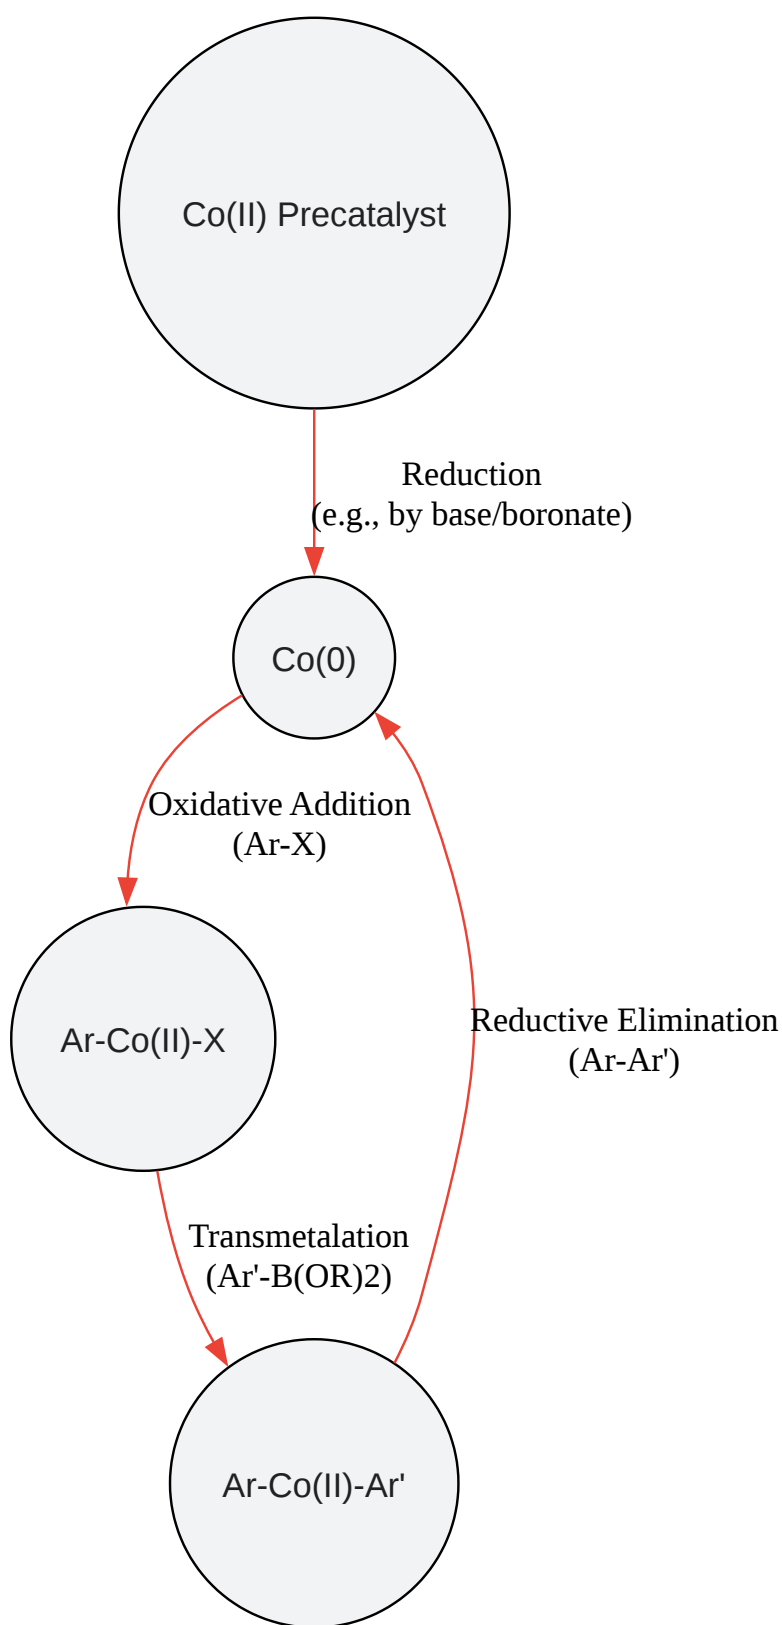 Co(II) Precatalyst
Reduction
(e.g., by base/boronate)
Co(0)
Oxidative Addition
(Ar-X)
Ar-Co(II)-X
Reductive Elimination
(Ar-Ar')
Transmetalation
(Ar'-B(OR)2)
Ar-Co(II)-Ar'